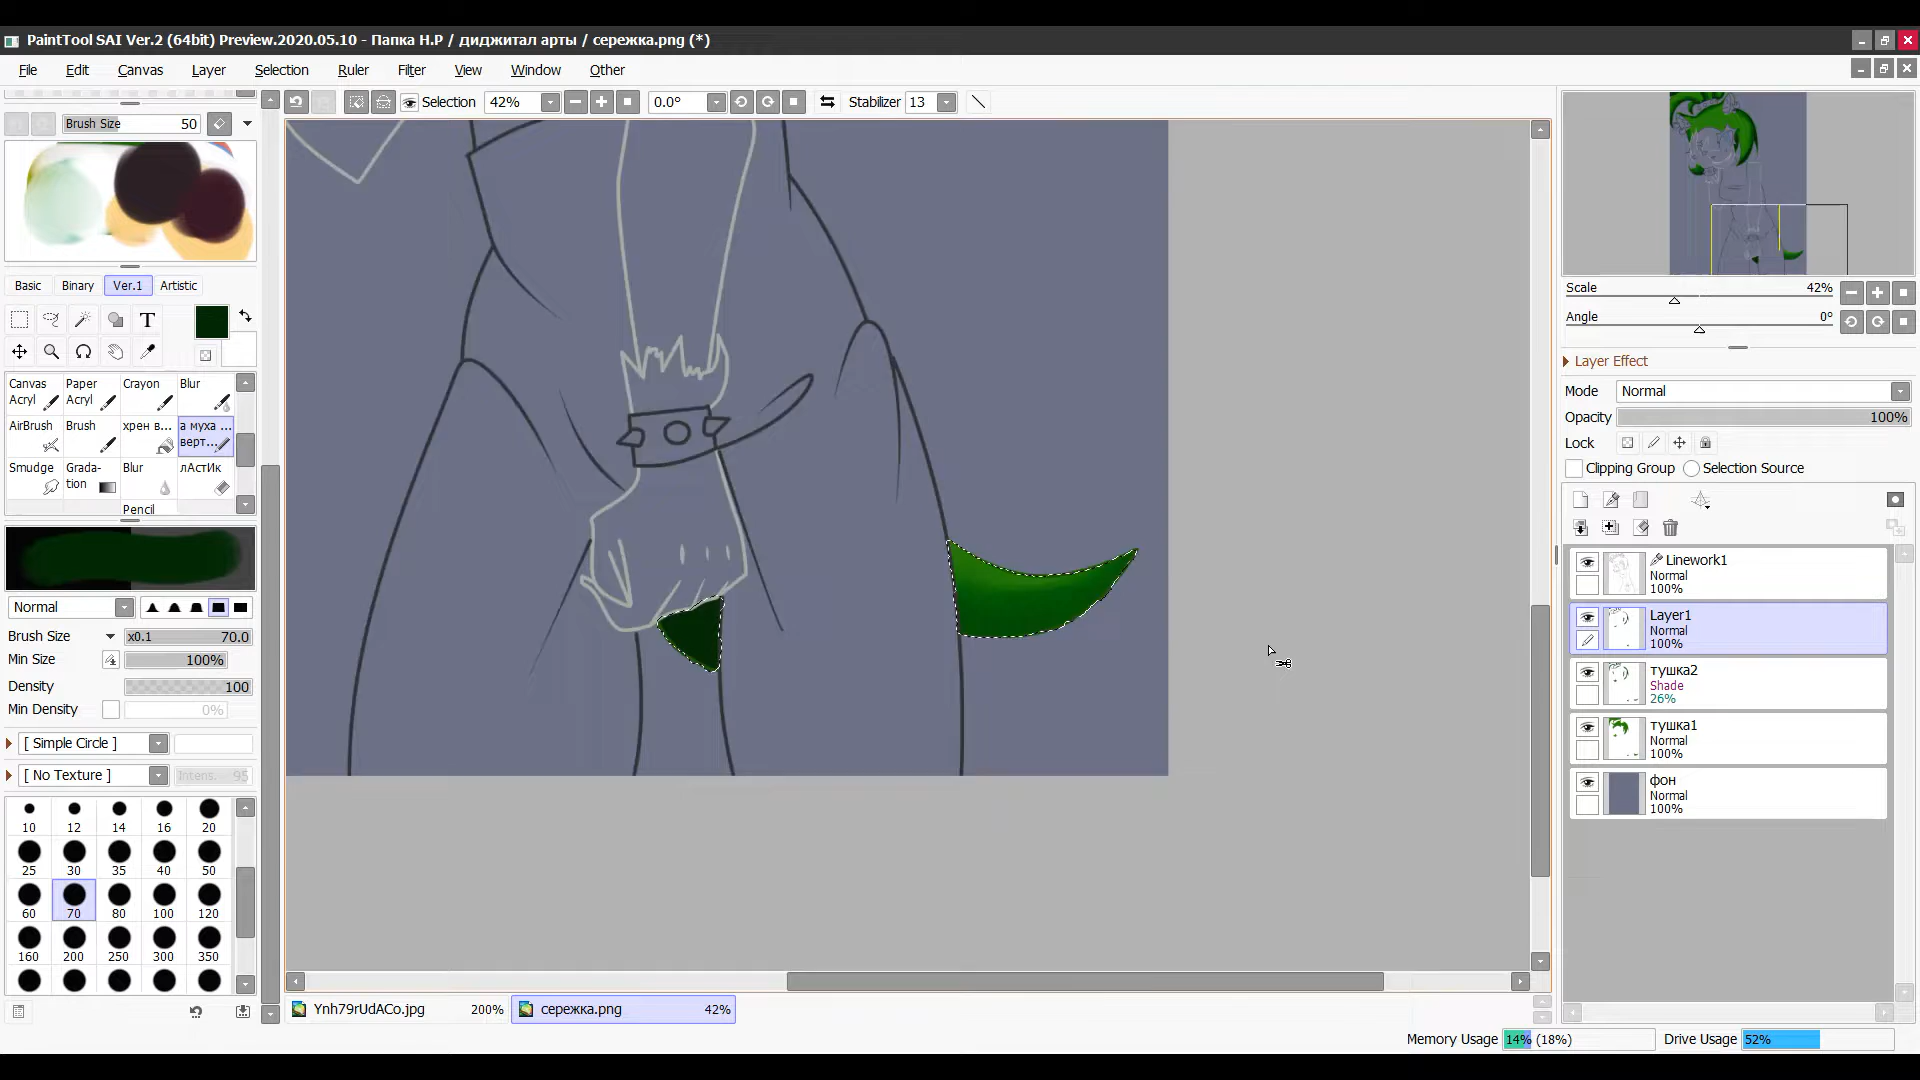 PaintTool SAI Ver.2 (64bit) Preview.2020.05.10 - Папка Н.Р / диджитал арты / сережка.png (*)
File Edit Canvas Layer Selection Ruler Filter View Window Other
Brush Size 50
Selection 42% 0.0° Stabilizer 13
Basic Binary Ver.1 Artistic
T
Canvas Acryl
Paper Acryl
Crayon
Blur
AirBrush
Brush
хрен в...
а муха ...
верт...
Smudge
Grada-
tion
Blur
лАстИк
Pencil
Normal
Brush Size x0.1 70.0
Min Size 100%
Density 100
Min Density 0%
[ Simple Circle ]
[ No Texture ] Intens. 95
10 12 14 16 20
25 30 35 40 50
60 70 80 100 120
160 200 250 300 350
Ynh79rUdACo.jpg 200% сережка.png 42%
Scale 42%
Angle 0°
Layer Effect
Mode Normal
Opacity 100%
Lock
Clipping Group Selection Source
Linework1
Normal
100%
Layer1
Normal
100%
тушка2
Shade
26%
тушка1
Normal
100%
фон
Normal
100%
Memory Usage 14% (18%) Drive Usage 52%